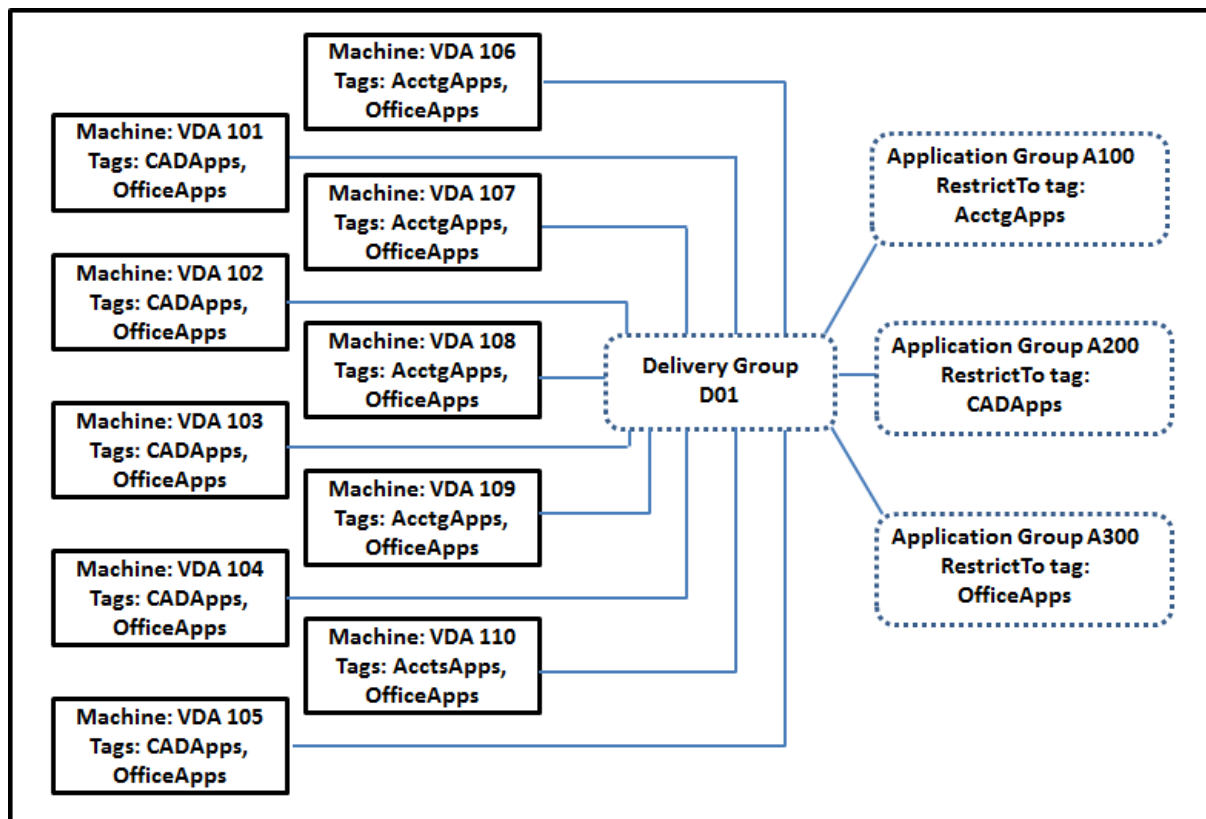 Machine: VDA 106
Tags: AcctgApps,
OfficeApps
Machine: VDA 101
Tags: CADApps,
OfficeApps
Machine: VDA 107
Tags: AcctgApps,
OfficeApps
Machine: VDA 102
Tags: CADApps,
OfficeApps
Machine: VDA 108
Tags: AcctgApps,
OfficeApps
Machine: VDA 103
Tags: CADApps,
OfficeApps
Machine: VDA 109
Tags: AcctgApps,
OfficeApps
Machine: VDA 104
Tags: CADApps,
OfficeApps
Machine: VDA 110
Tags: AcctsApps,
OfficeApps
Machine: VDA 105
Tags: CADApps,
OfficeApps
Delivery Group
D01
Application Group A100
RestrictTo tag:
AcctgApps
Application Group A200
RestrictTo tag:
CADApps
Application Group A300
RestrictTo tag:
OfficeApps